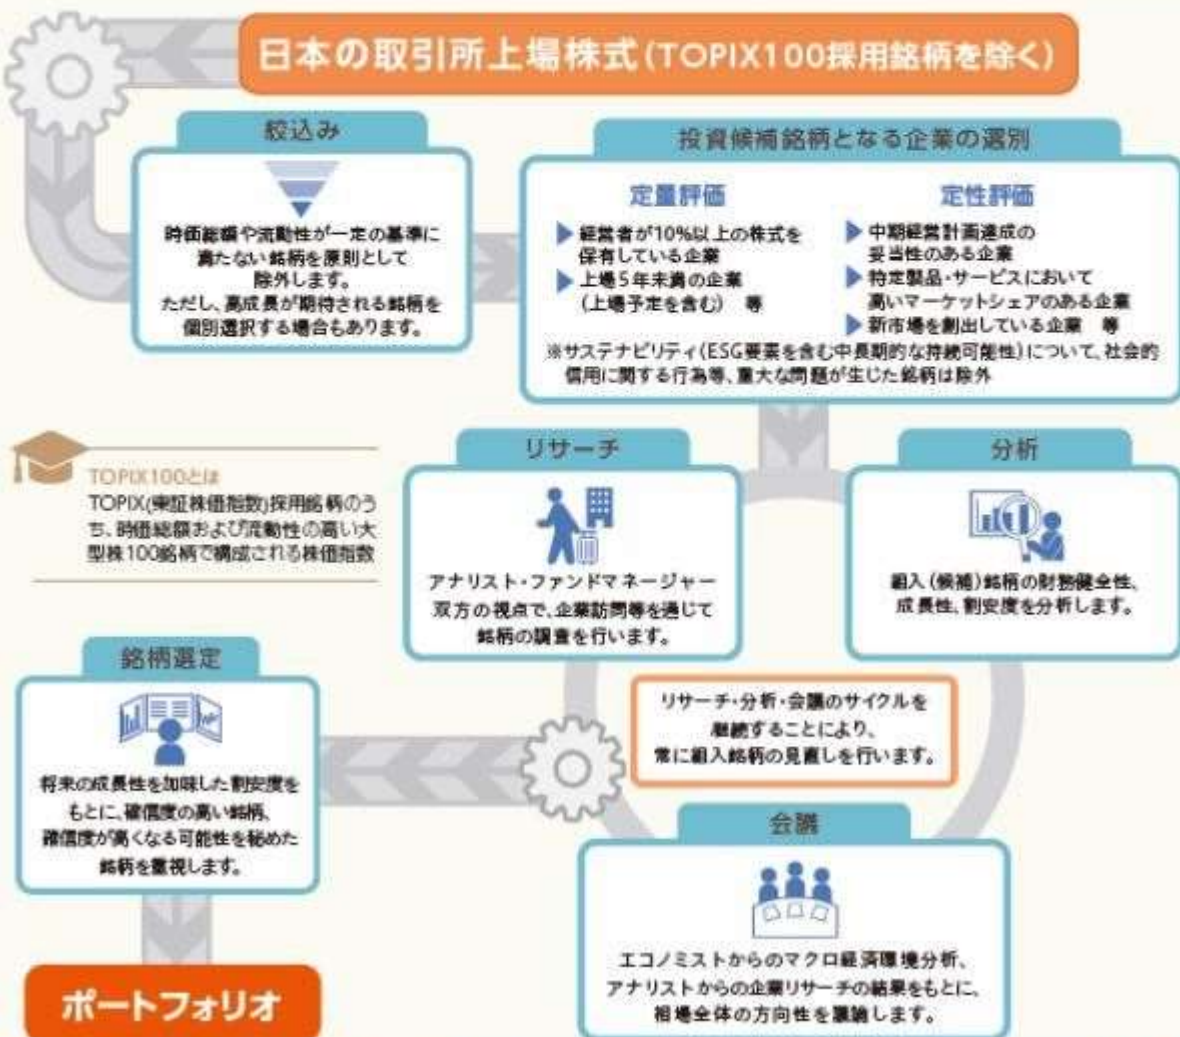 日本の取引所上場株式(TOPIX100採用銘柄を除く)
絞込み
時価総額や流動性が一定の基準に
満たない銘柄を原則として
除外します。
ただし、高成長が期待される銘柄を
個別選択する場合もあります。
投資候補銘柄となる企業の選別
定量評価
▶経営者が10%以上の株式を
保有している企業
▶上場5年未満の企業
(上場予定を含む) 等
定性評価
▶中期経営計画達成の
妥当性のある企業
▶特定製品・サービスにおいて
高いマーケットシェアのある企業
▶新市場を創出している企業 等
※サステナビリティ(ESG要素を含む中長期的な持続可能性)について、社会的
信用に関する行為等、重大な問題が生じた銘柄は除外
TOPIX100とは
TOPIX(東証株価指数)採用銘柄のう
ち、時価総額および流動性の高い大
型株100銘柄で構成される株価指数
リサーチ
アナリスト・ファンドマネージャー
双方の視点で、企業訪問等を通じて
銘柄の調査を行います。
分析
組入(候補)銘柄の財務健全性、
成長性、割安度を分析します。
リサーチ・分析・会議のサイクルを
継続することにより、
常に組入銘柄の見直しを行います。
会議
エコノミストからのマクロ経済環境分析、
アナリストからの企業リサーチの結果をもとに、
相場全体の方向性を議論します。
銘柄選定
将来の成長性を加味した割安度を
もとに、確信度の高い銘柄、
確信度が高くなる可能性を秘めた
銘柄を重視します。
ポートフォリオ